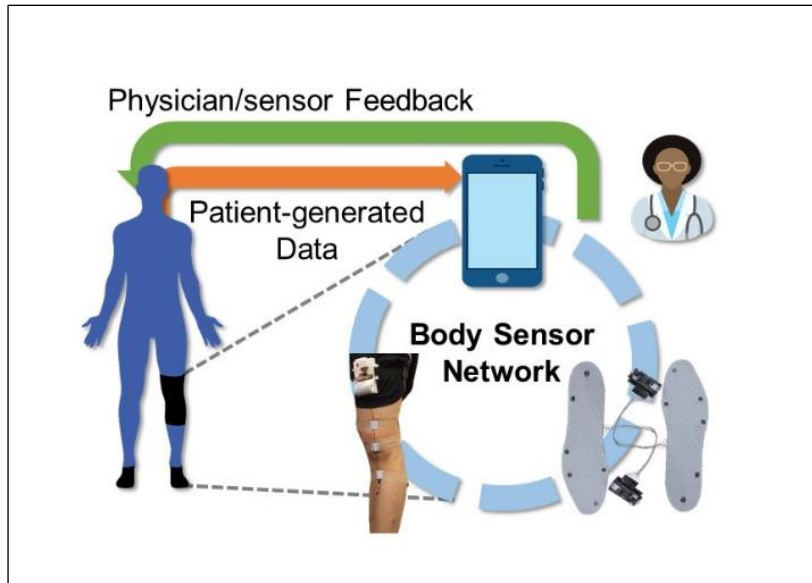 Physician/sensor Feedback
Patient-generated
Data
Body Sensor
Network